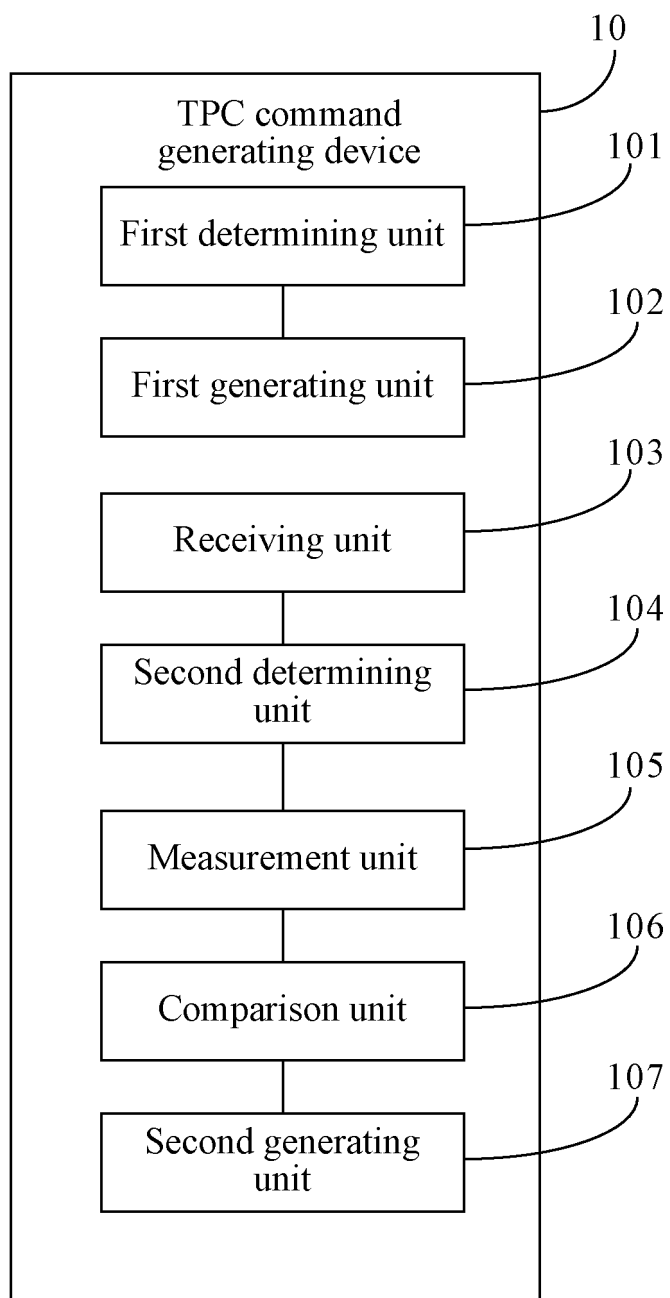 10
TPC command
generating device
101
First determining unit
102
First generating unit
103
Receiving unit
104
Second determining
unit
105
Measurement unit
106
Comparison unit
107
Second generating
unit